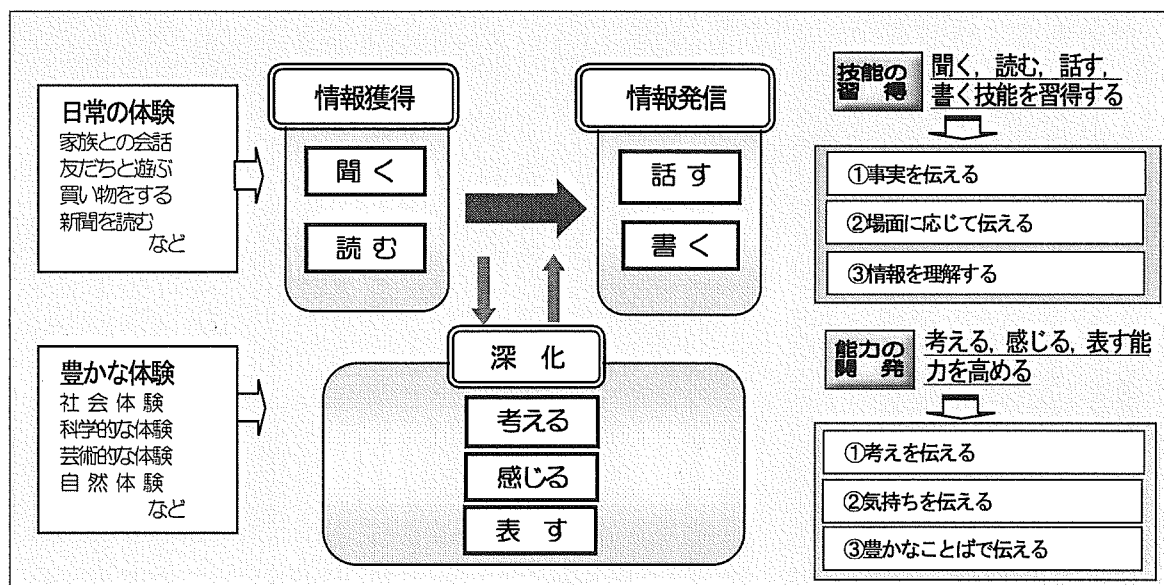 日常の体験
家族との会話
友だちと遊ぶ
買い物をする
新聞を読む
など
豊かな体験
社会体験
科学的な体験
芸術的な体験
自然体験
など
情報獲得
聞く
読む
情報発信
話す
書く
深化
考える
感じる
表す
技能の
習得
聞く，読む，話す，
書く技能を習得する
①事実を伝える
②場面に応じて伝える
③情報を理解する
能力の
開発
考える，感じる，表す能
力を高める
①考えを伝える
②気持ちを伝える
③豊かなことばで伝える